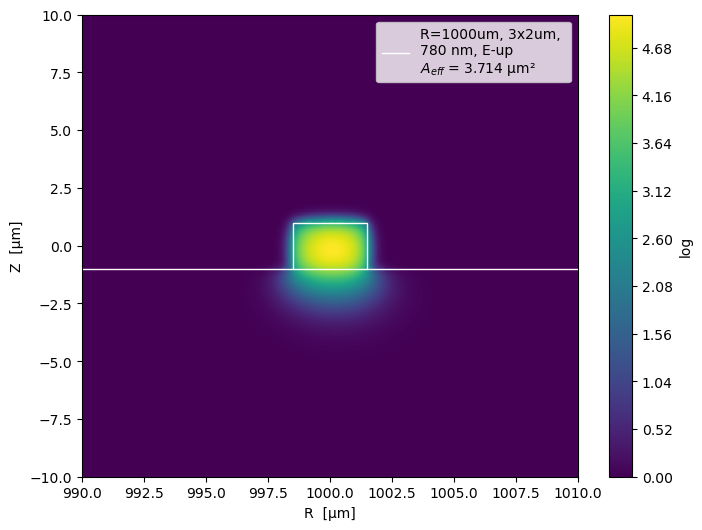 10.0
7.5
5.0
2.5
0.0
−2.5
−5.0
−7.5
−10.0
Z [μm]
R=1000um, 3x2um,
780 nm, E-up
A_eff = 3.714 μm²
990.0 992.5 995.0 997.5 1000.0 1002.5 1005.0 1007.5 1010.0
R [μm]
4.68
4.16
3.64
3.12
2.60
2.08
1.56
1.04
0.52
0.00
log